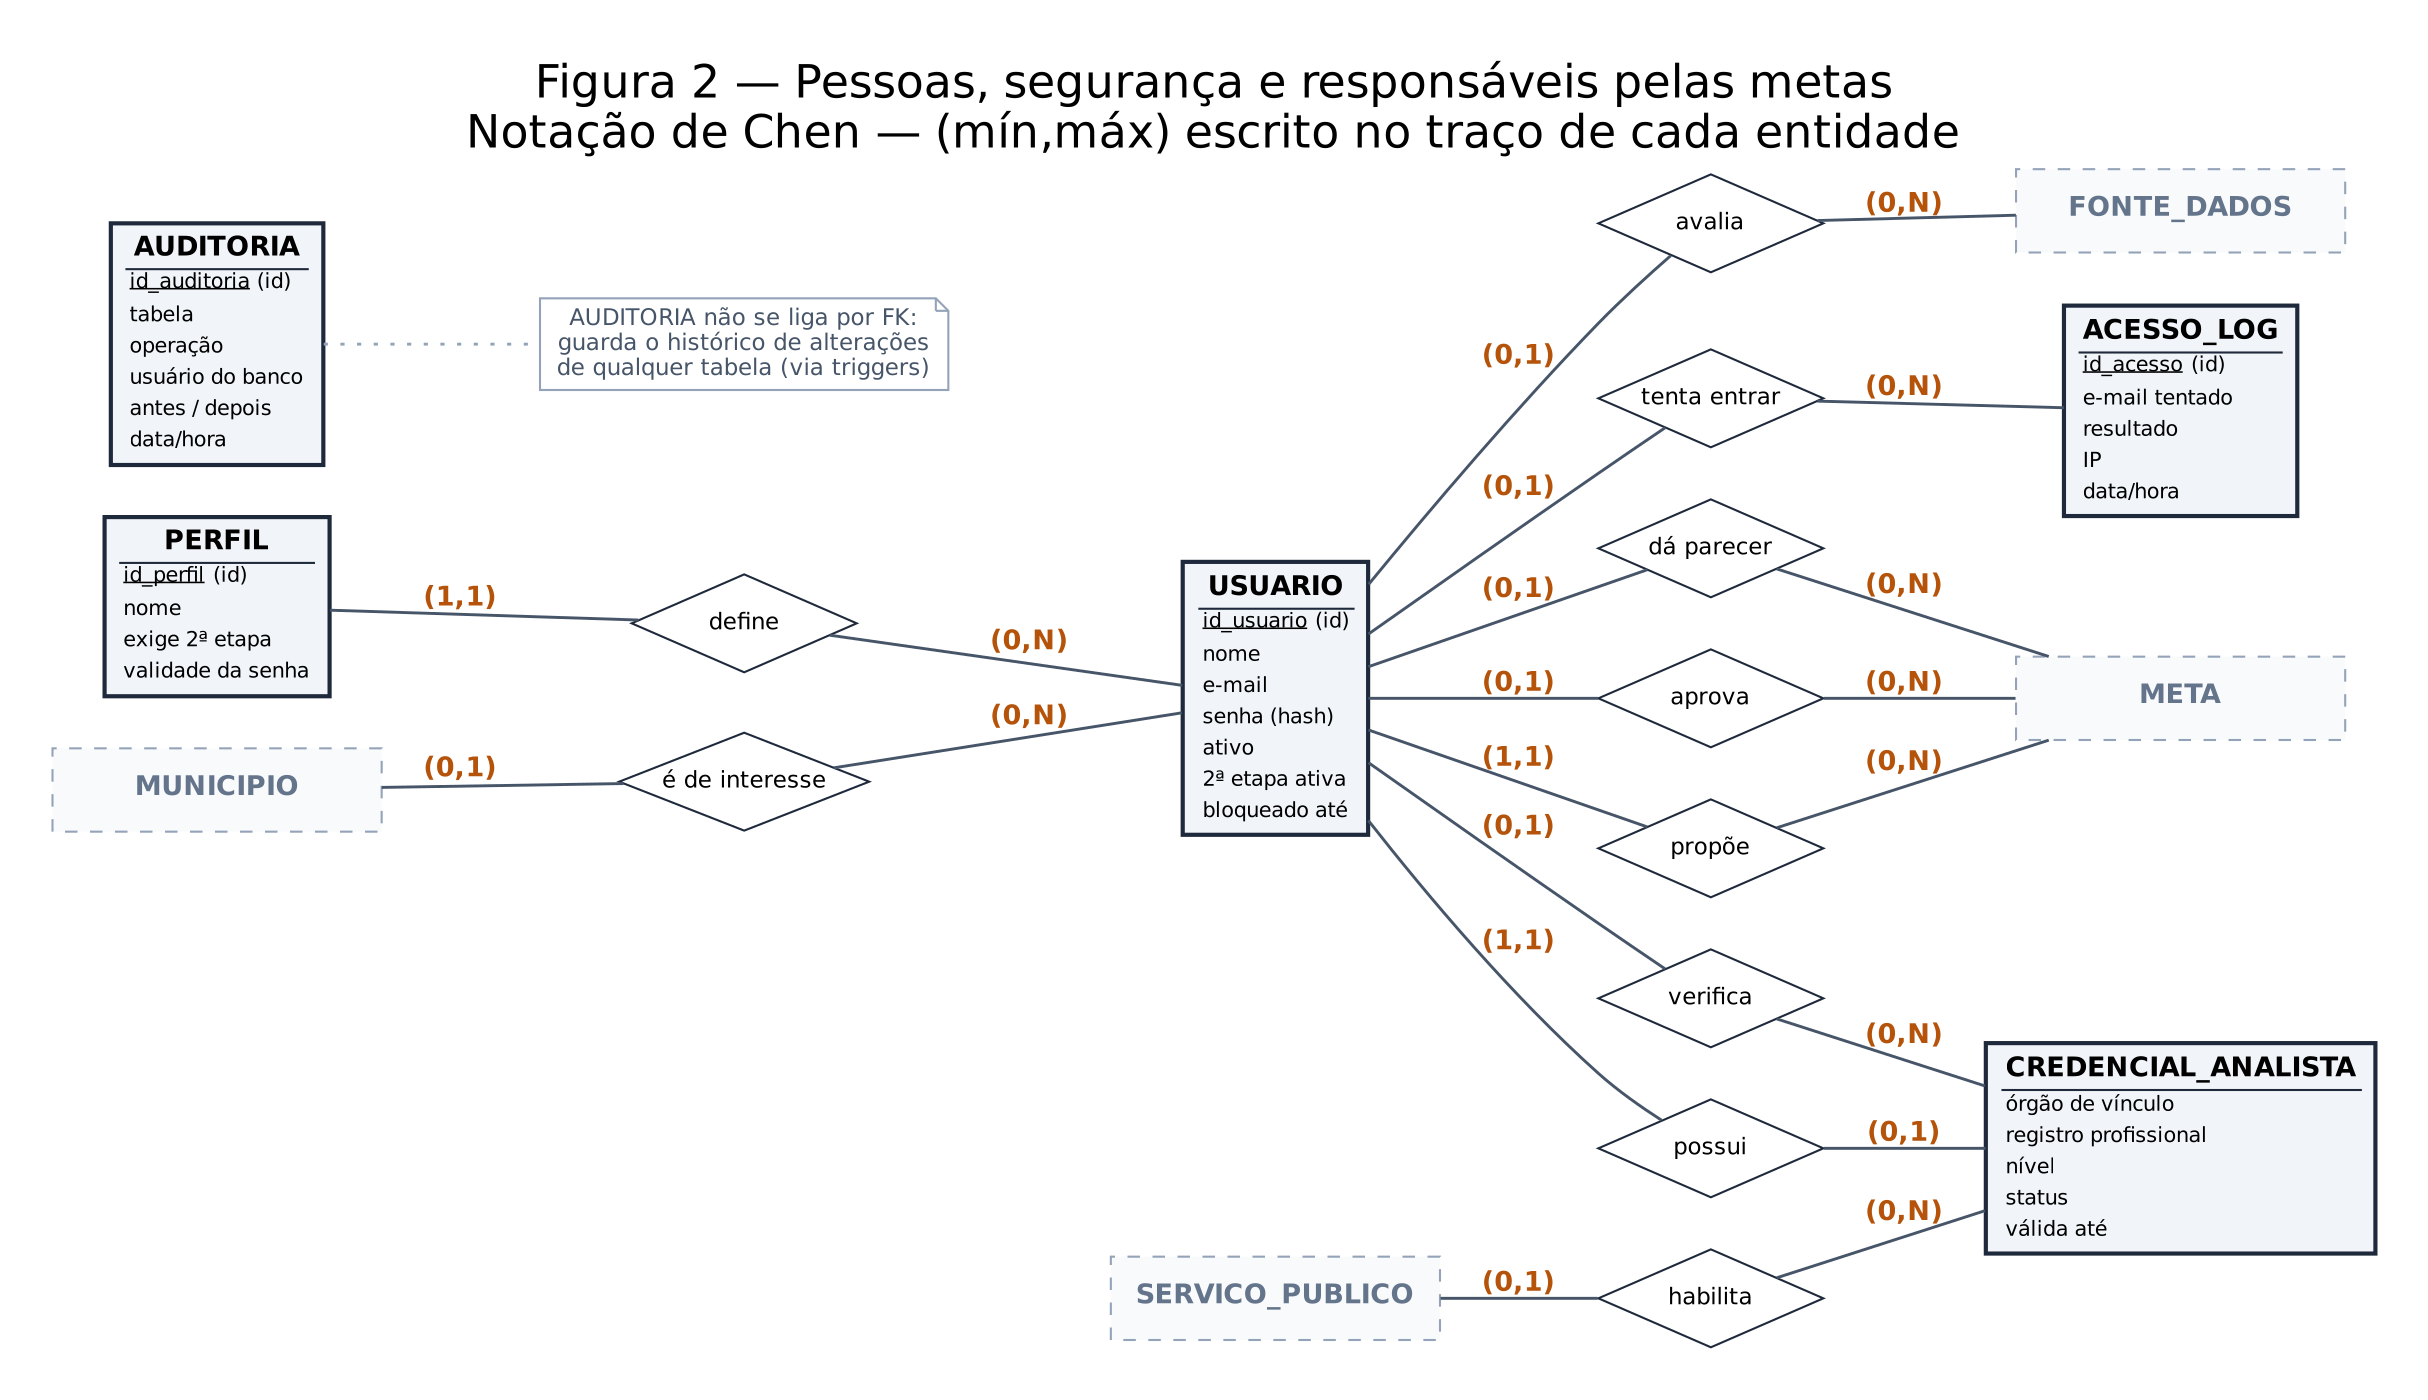 Figura 2 — Pessoas, segurança e responsáveis pelas metas
Notação de Chen — (mín,máx) escrito no traço de cada entidade
AUDITORIA
id_auditoria (id)
tabela
operação
usuário do banco
antes / depois
data/hora
AUDITORIA não se liga por FK:
guarda o histórico de alterações
de qualquer tabela (via triggers)
PERFIL
id_perfil (id)
nome
exige 2ª etapa
validade da senha
(1,1)
define
(0,N)
MUNICIPIO
(0,1)
é de interesse
(0,N)
USUARIO
id_usuario (id)
nome
e-mail
senha (hash)
ativo
2ª etapa ativa
bloqueado até
(0,1)
avalia
(0,N)
FONTE_DADOS
(0,1)
tenta entrar
(0,N)
ACESSO_LOG
id_acesso (id)
e-mail tentado
resultado
IP
data/hora
(0,1)
dá parecer
(0,N)
(0,1)
aprova
(0,N)
META
(1,1)
propõe
(0,N)
(0,1)
verifica
(0,N)
(1,1)
possui
(0,1)
CREDENCIAL_ANALISTA
órgão de vínculo
registro profissional
nível
status
válida até
SERVICO_PUBLICO
(0,1)
habilita
(0,N)